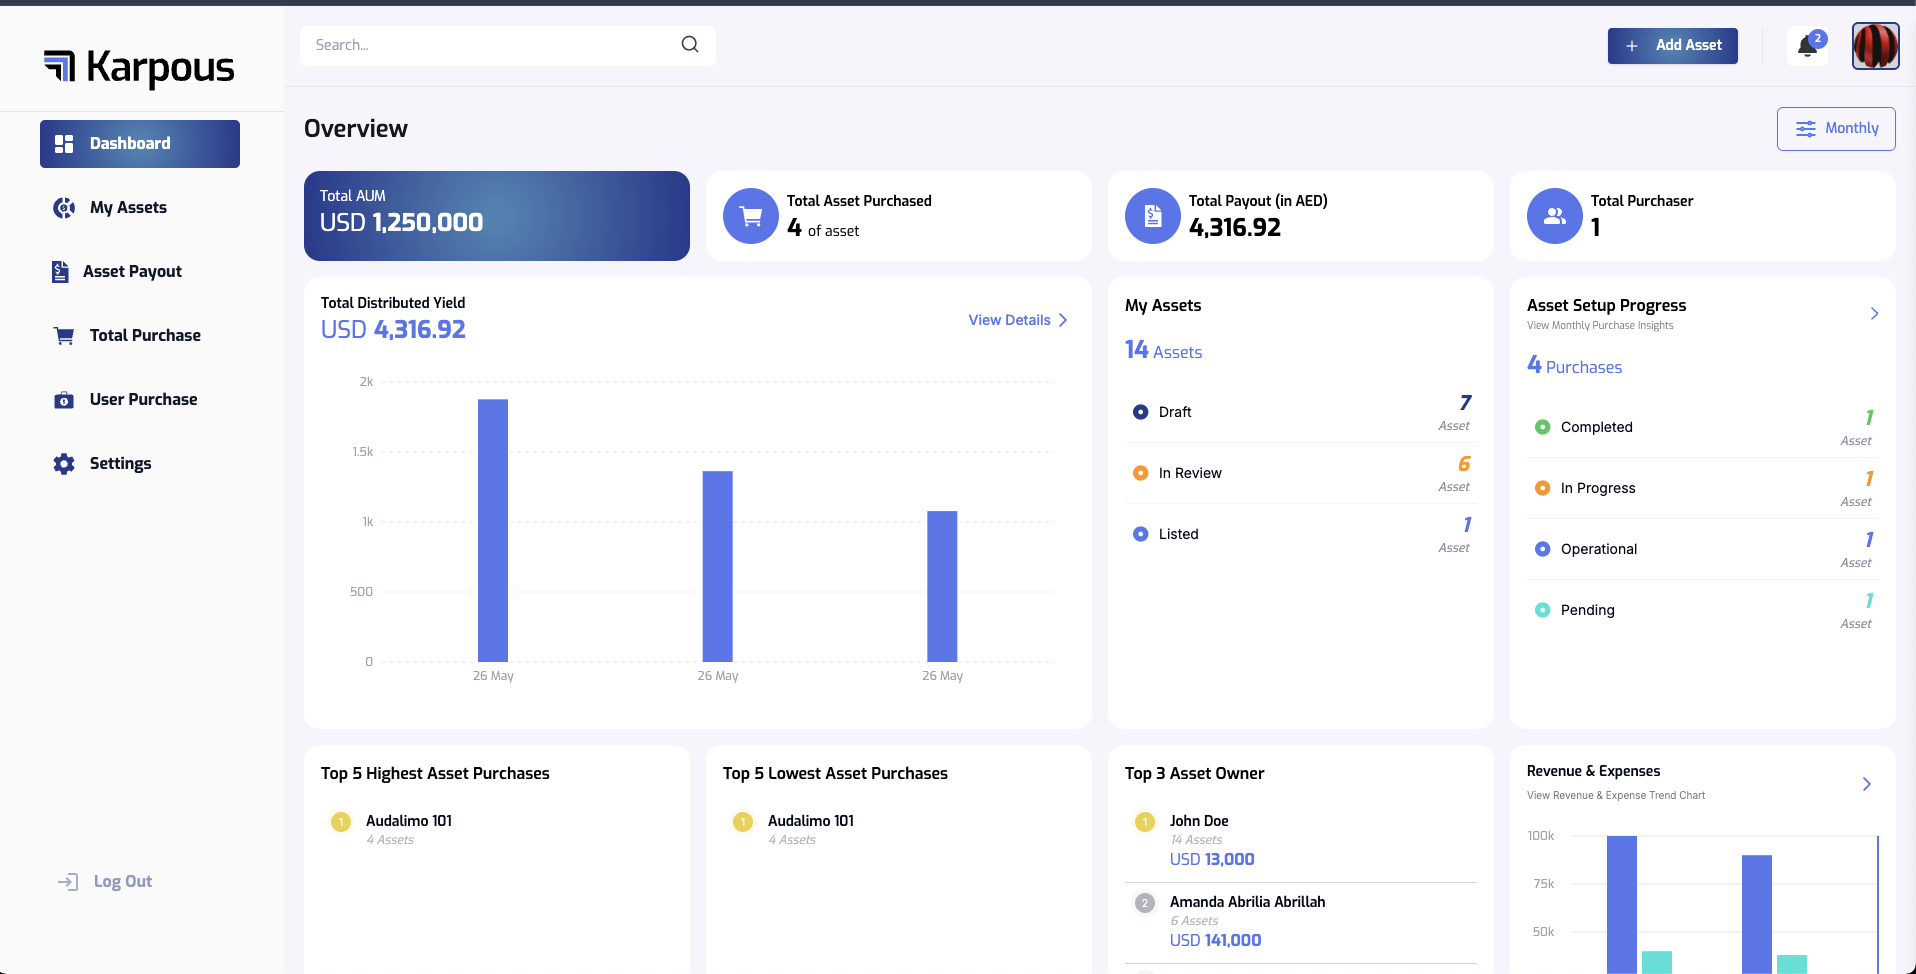 Karpous
Search...
Add Asset
2
Dashboard
My Assets
Asset Payout
Total Purchase
User Purchase
Settings
Log Out
Overview
Monthly
Total AUM
USD 1,250,000
Total Asset Purchased
4 of asset
Total Payout (in AED)
4,316.92
Total Purchaser
1
Total Distributed Yield
USD 4,316.92
View Details
2k
1.5k
1k
500
0
26 May
26 May
26 May
My Assets
14 Assets
Draft
7
Asset
In Review
6
Asset
Listed
1
Asset
Asset Setup Progress
View Monthly Purchase Insights
4 Purchases
Completed
1
Asset
In Progress
1
Asset
Operational
1
Asset
Pending
1
Asset
Top 5 Highest Asset Purchases
1
Audalimo 101
4 Assets
Top 5 Lowest Asset Purchases
1
Audalimo 101
4 Assets
Top 3 Asset Owner
1
John Doe
14 Assets
USD 13,000
2
Amanda Abrilia Abrillah
6 Assets
USD 141,000
Revenue & Expenses
View Revenue & Expense Trend Chart
100k
75k
50k